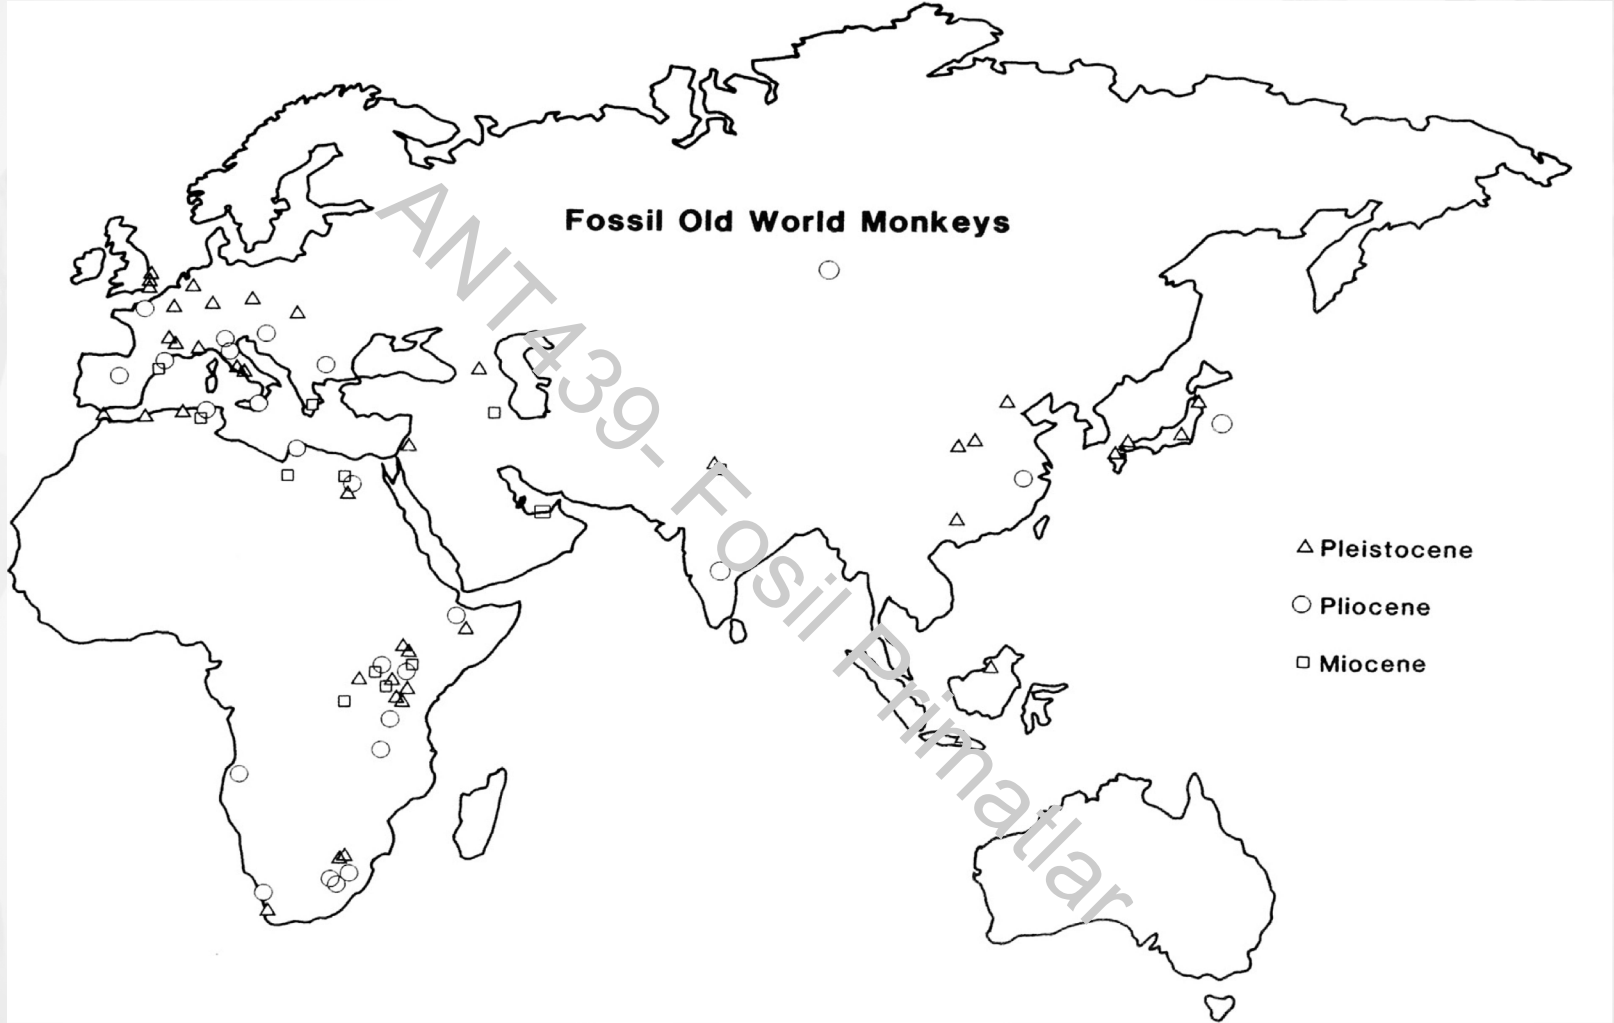 Fossil Old World Monkeys
ANT439- Fosil Primatlar
Pleistocene
Pliocene
Miocene